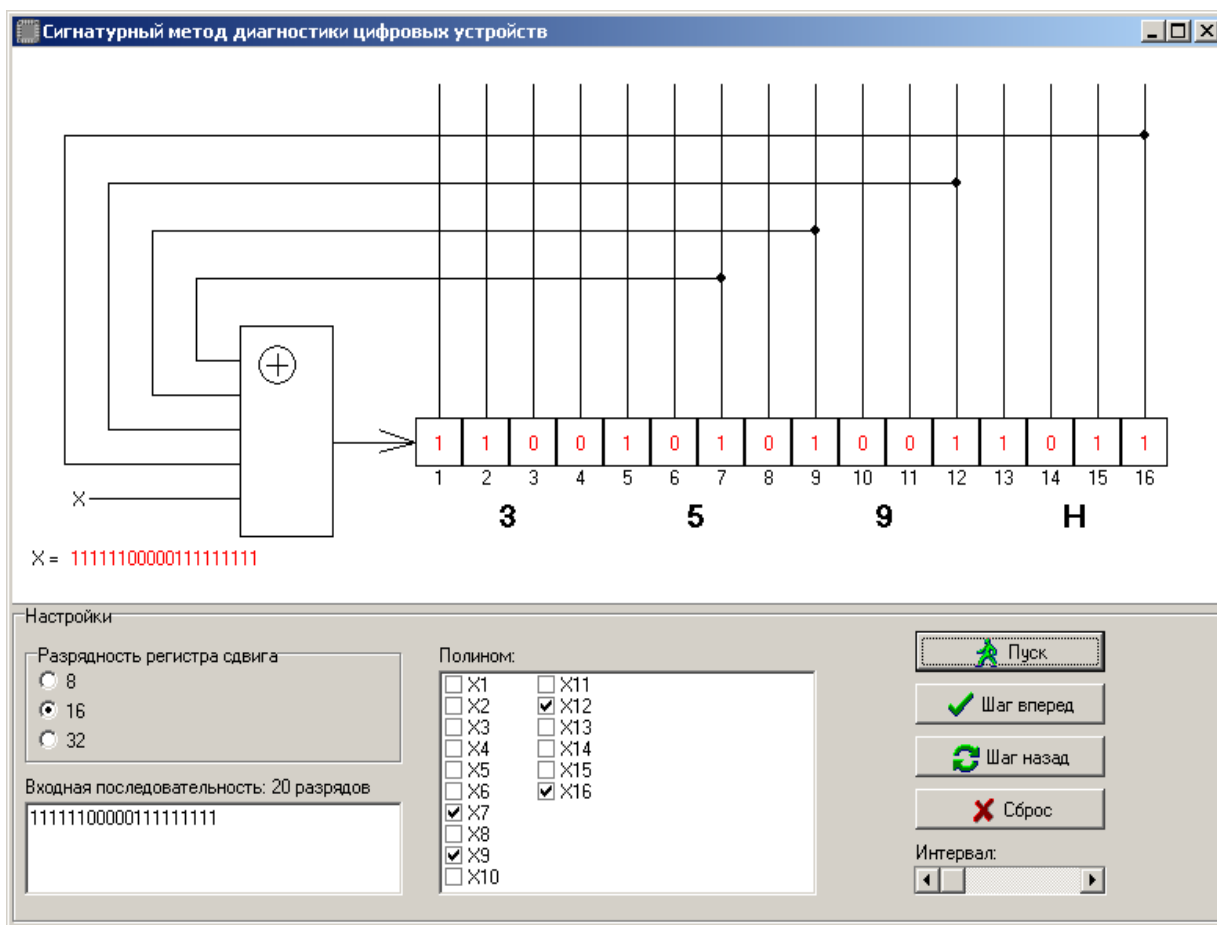 Сигнатурный метод диагностики цифровых устройств
1 1 0 0 1 0 1 0 1 0 0 1 1 0 1 1
1 2 3 4 5 6 7 8 9 10 11 12 13 14 15 16
X
3 5 9 H
X = 11111100000111111111
Настройки
Разрядность регистра сдвига
8
16
32
Входная последовательность: 20 разрядов
11111100000111111111
Полином:
X1 X11
X2 X12
X3 X13
X4 X14
X5 X15
X6 X16
X7
X8
X9
X10
Пуск
Шаг вперед
Шаг назад
Сброс
Интервал: